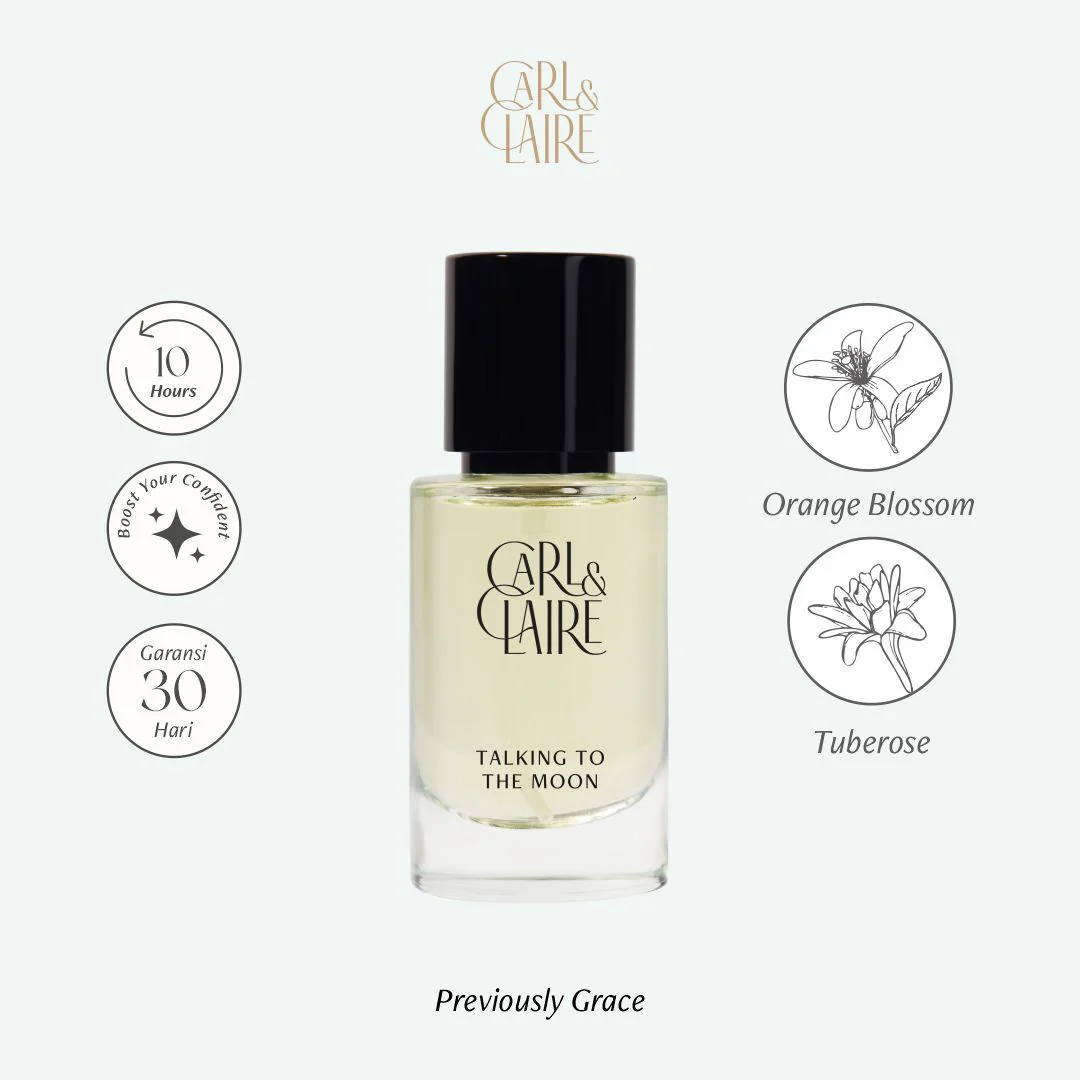 CARL&
CLAIRE
10
Hours
Boost Your Confident
Garansi
30
Hari
CARL&
CLAIRE
TALKING TO
THE MOON
Orange Blossom
Tuberose
Previously Grace